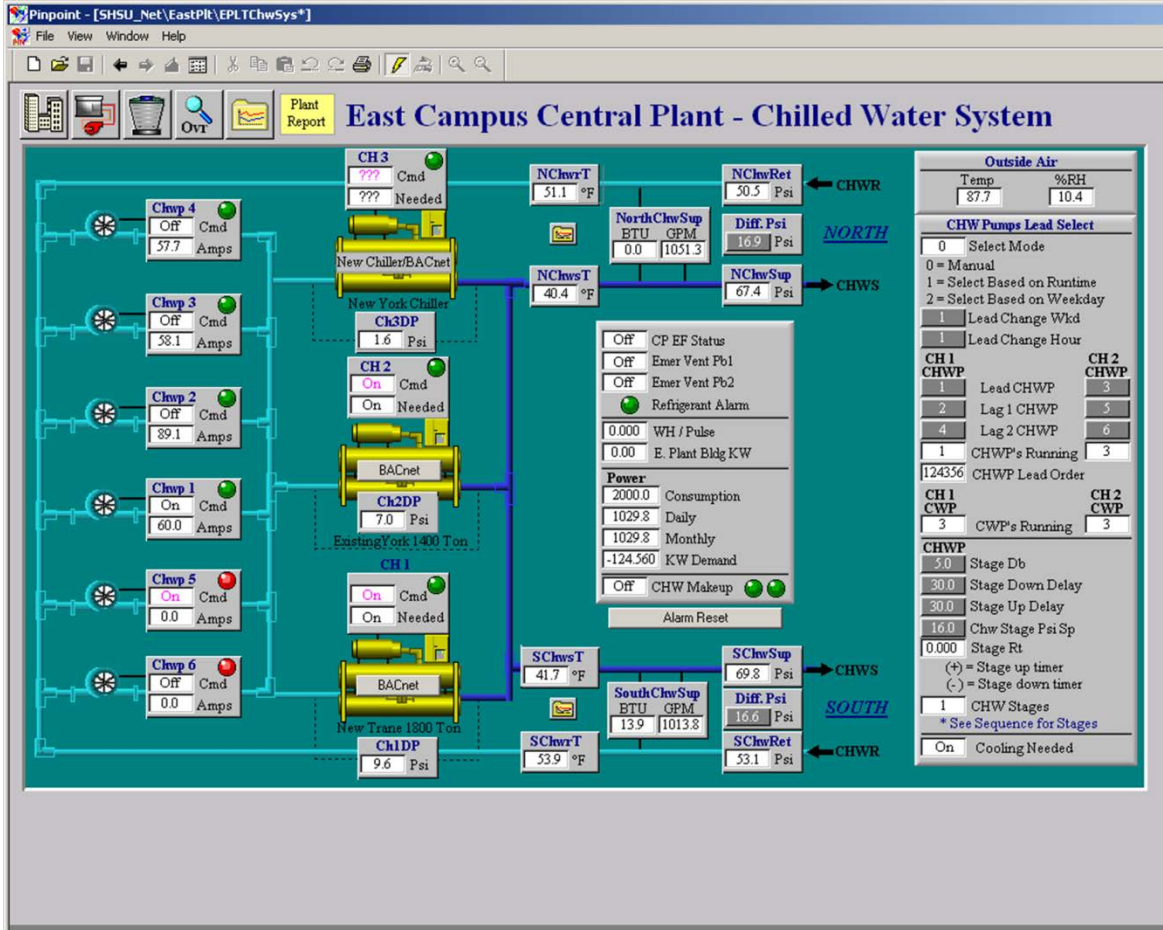 Pinpoint - [SHSU_Net\EastPlt\EPLTChwSys*]
File View Window Help
OVT
Plant Report
East Campus Central Plant - Chilled Water System
Chwp 4
Off Cmd
57.7 Amps
Chwp 3
Off Cmd
58.1 Amps
Chwp 2
Off Cmd
89.1 Amps
Chwp 1
On Cmd
60.0 Amps
Chwp 5
On Cmd
0.0 Amps
Chwp 6
Off Cmd
0.0 Amps
CH 3
??? Cmd
??? Needed
New Chiller/BACnet
New York Chiller
Ch3DP
1.6 Psi
CH 2
On Cmd
On Needed
BACnet
Ch2DP
7.0 Psi
ExistingYork 1400 Ton
CH 1
On Cmd
On Needed
BACnet
New Trane 1800 Ton
Ch1DP
9.6 Psi
NChwrT
51.1 °F
NChwRet
50.5 Psi
CHWR
NorthChwSup
BTU GPM
0.0 1051.3
Diff. Psi
16.9 Psi
NORTH
NChwsT
40.4 °F
NChwSup
67.4 Psi
CHWS
Off CP EF Status
Off Emer Vent Pb1
Off Emer Vent Pb2
Refrigerant Alarm
0.000 WH / Pulse
0.00 E. Plant Bldg KW
Power
2000.0 Consumption
1029.8 Daily
1029.8 Monthly
-124.560 KW Demand
Off CHW Makeup
Alarm Reset
SChwsT
41.7 °F
SChwSup
69.8 Psi
CHWS
SouthChwSup
BTU GPM
13.9 1013.8
Diff. Psi
16.6 Psi
SOUTH
SChwrT
53.9 °F
SChwRet
53.1 Psi
CHWR
Outside Air
Temp %RH
87.7 10.4
CHW Pumps Lead Select
0 Select Mode
0 = Manual
1 = Select Based on Runtime
2 = Select Based on Weekday
1 Lead Change Wkd
1 Lead Change Hour
CH 1 CH 2
CHWP CHWP
1 Lead CHWP 3
2 Lag 1 CHWP 5
4 Lag 2 CHWP 6
1 CHWP's Running 3
124356 CHWP Lead Order
CH 1 CH 2
CWP CWP
3 CWP's Running 3
CHWP
5.0 Stage Db
30.0 Stage Down Delay
30.0 Stage Up Delay
16.0 Chw Stage Psi Sp
0.000 Stage Rt
(+) = Stage up timer
(-) = Stage down timer
1 CHW Stages
* See Sequence for Stages
On Cooling Needed